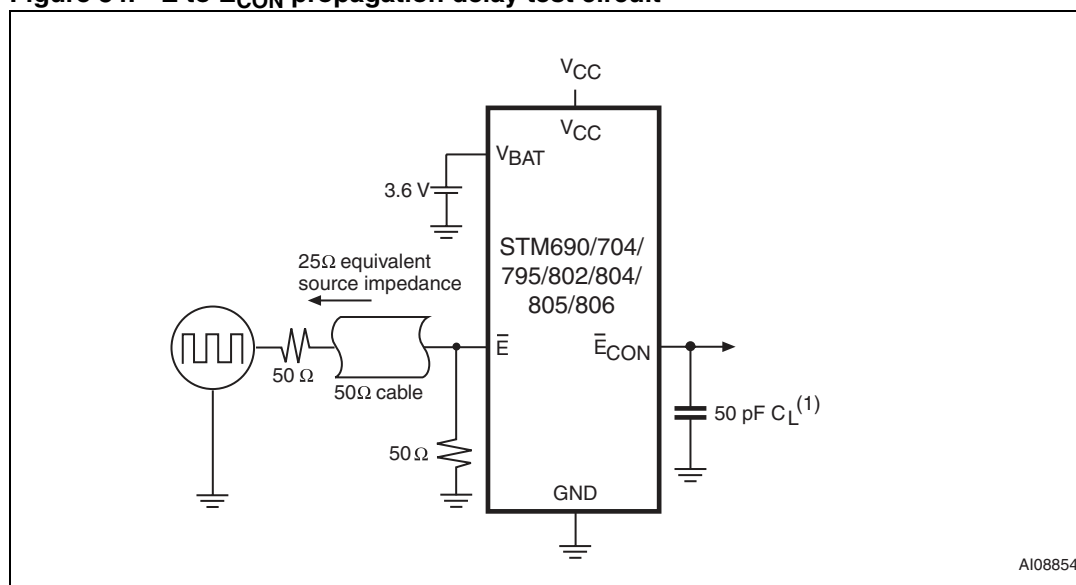 V_CC
V_CC
V_BAT
3.6 V
STM690/704/
795/802/804/
805/806
25Ω equivalent
source impedance
E̅
E̅_CON
50 Ω
50Ω cable
50 pF C_L^(1)
50Ω
GND
AI08854